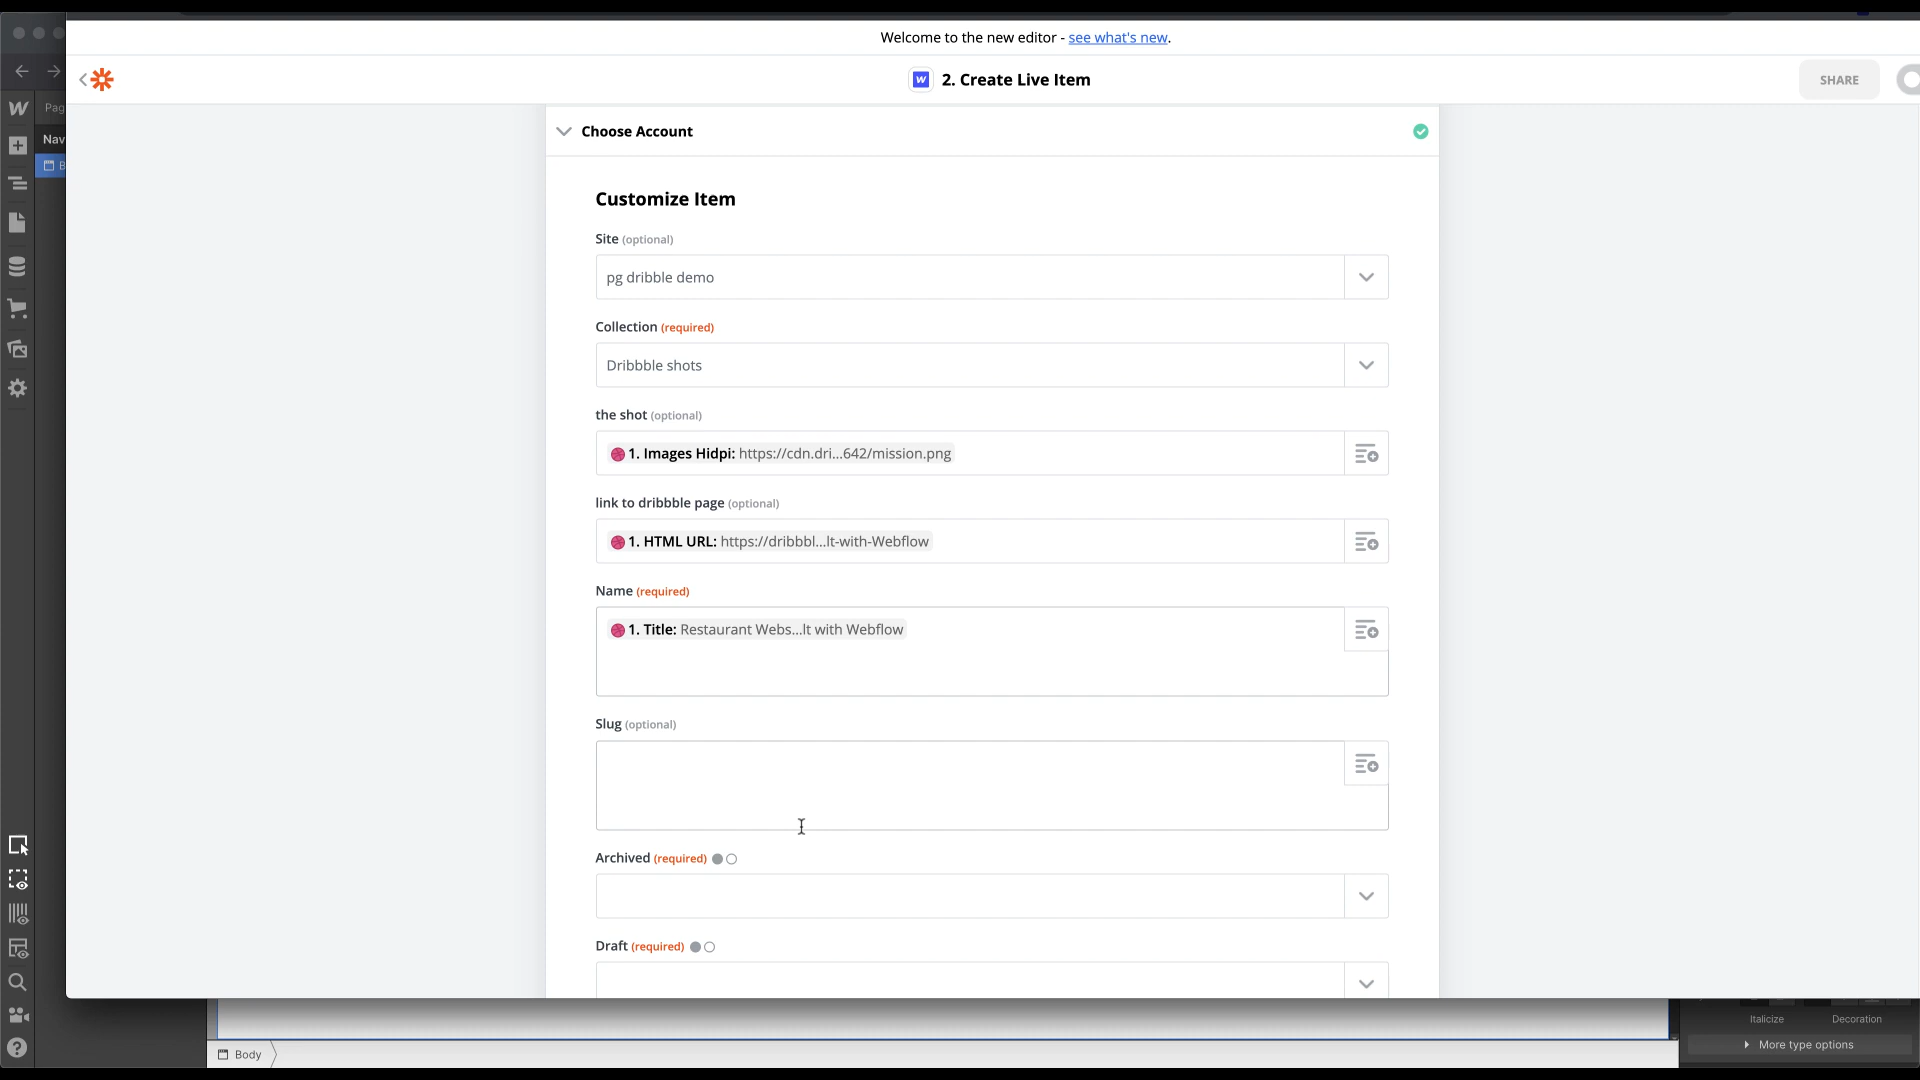 Welcome to the new editor - see what's new.
2. Create Live Item
SHARE
Pag
Nav
B
Choose Account
Customize Item
Site (optional)
pg dribble demo
Collection (required)
Dribbble shots
the shot (optional)
1. Images Hidpi: https://cdn.dri...642/mission.png
link to dribbble page (optional)
1. HTML URL: https://dribbbl...lt-with-Webflow
Name (required)
1. Title: Restaurant Webs...lt with Webflow
Slug (optional)
Archived (required)
Draft (required)
Italicize
Decoration
More type options
Body